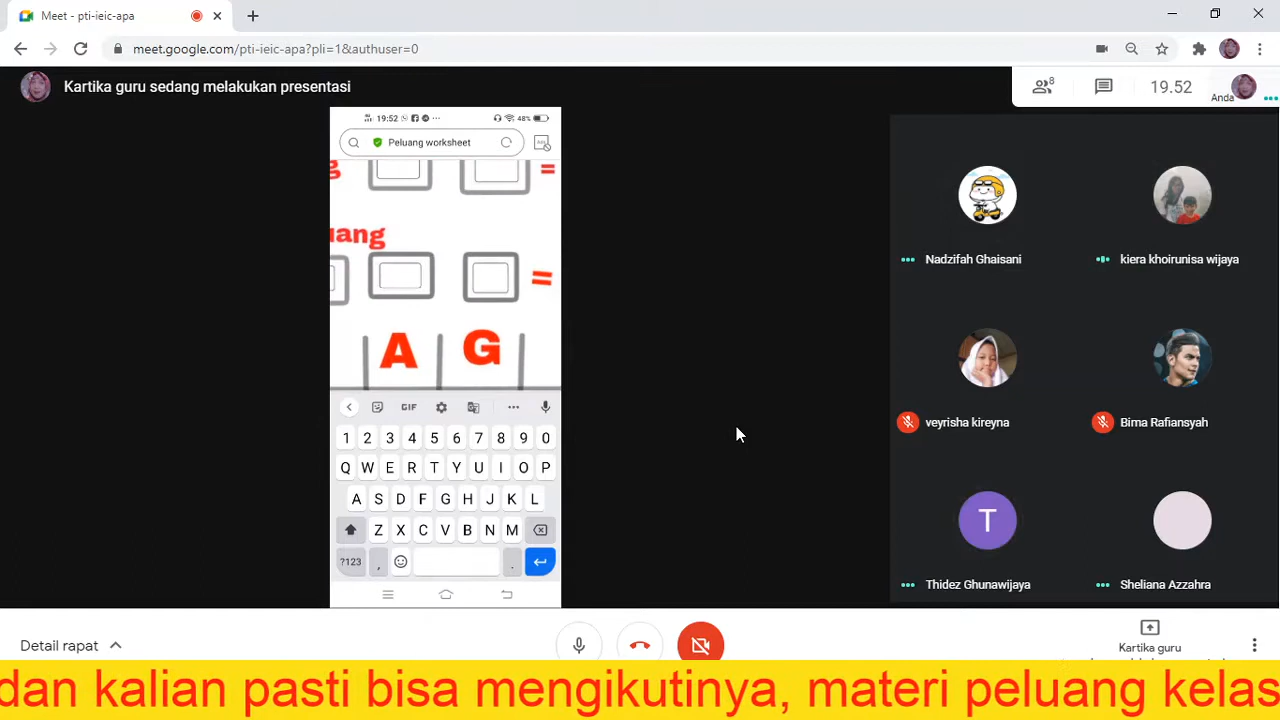 Meet - pti-ieic-apa
meet.google.com/pti-ieic-apa?pli=1&authuser=0
Kartika guru sedang melakukan presentasi
8
19.52
Anda
19:52
48%
Peluang worksheet
=
uang
=
A G
GIF
1 2 3 4 5 6 7 8 9 0
Q W E R T Y U I O P
A S D F G H J K L
Z X C V B N M
?123 , .
Nadzifah Ghaisani
kiera khoirunisa wijaya
veyrisha kireyna
Bima Rafiansyah
T
Thidez Ghunawijaya
Sheliana Azzahra
Detail rapat
Kartika guru
dan kalian pasti bisa mengikutinya, materi peluang kelas